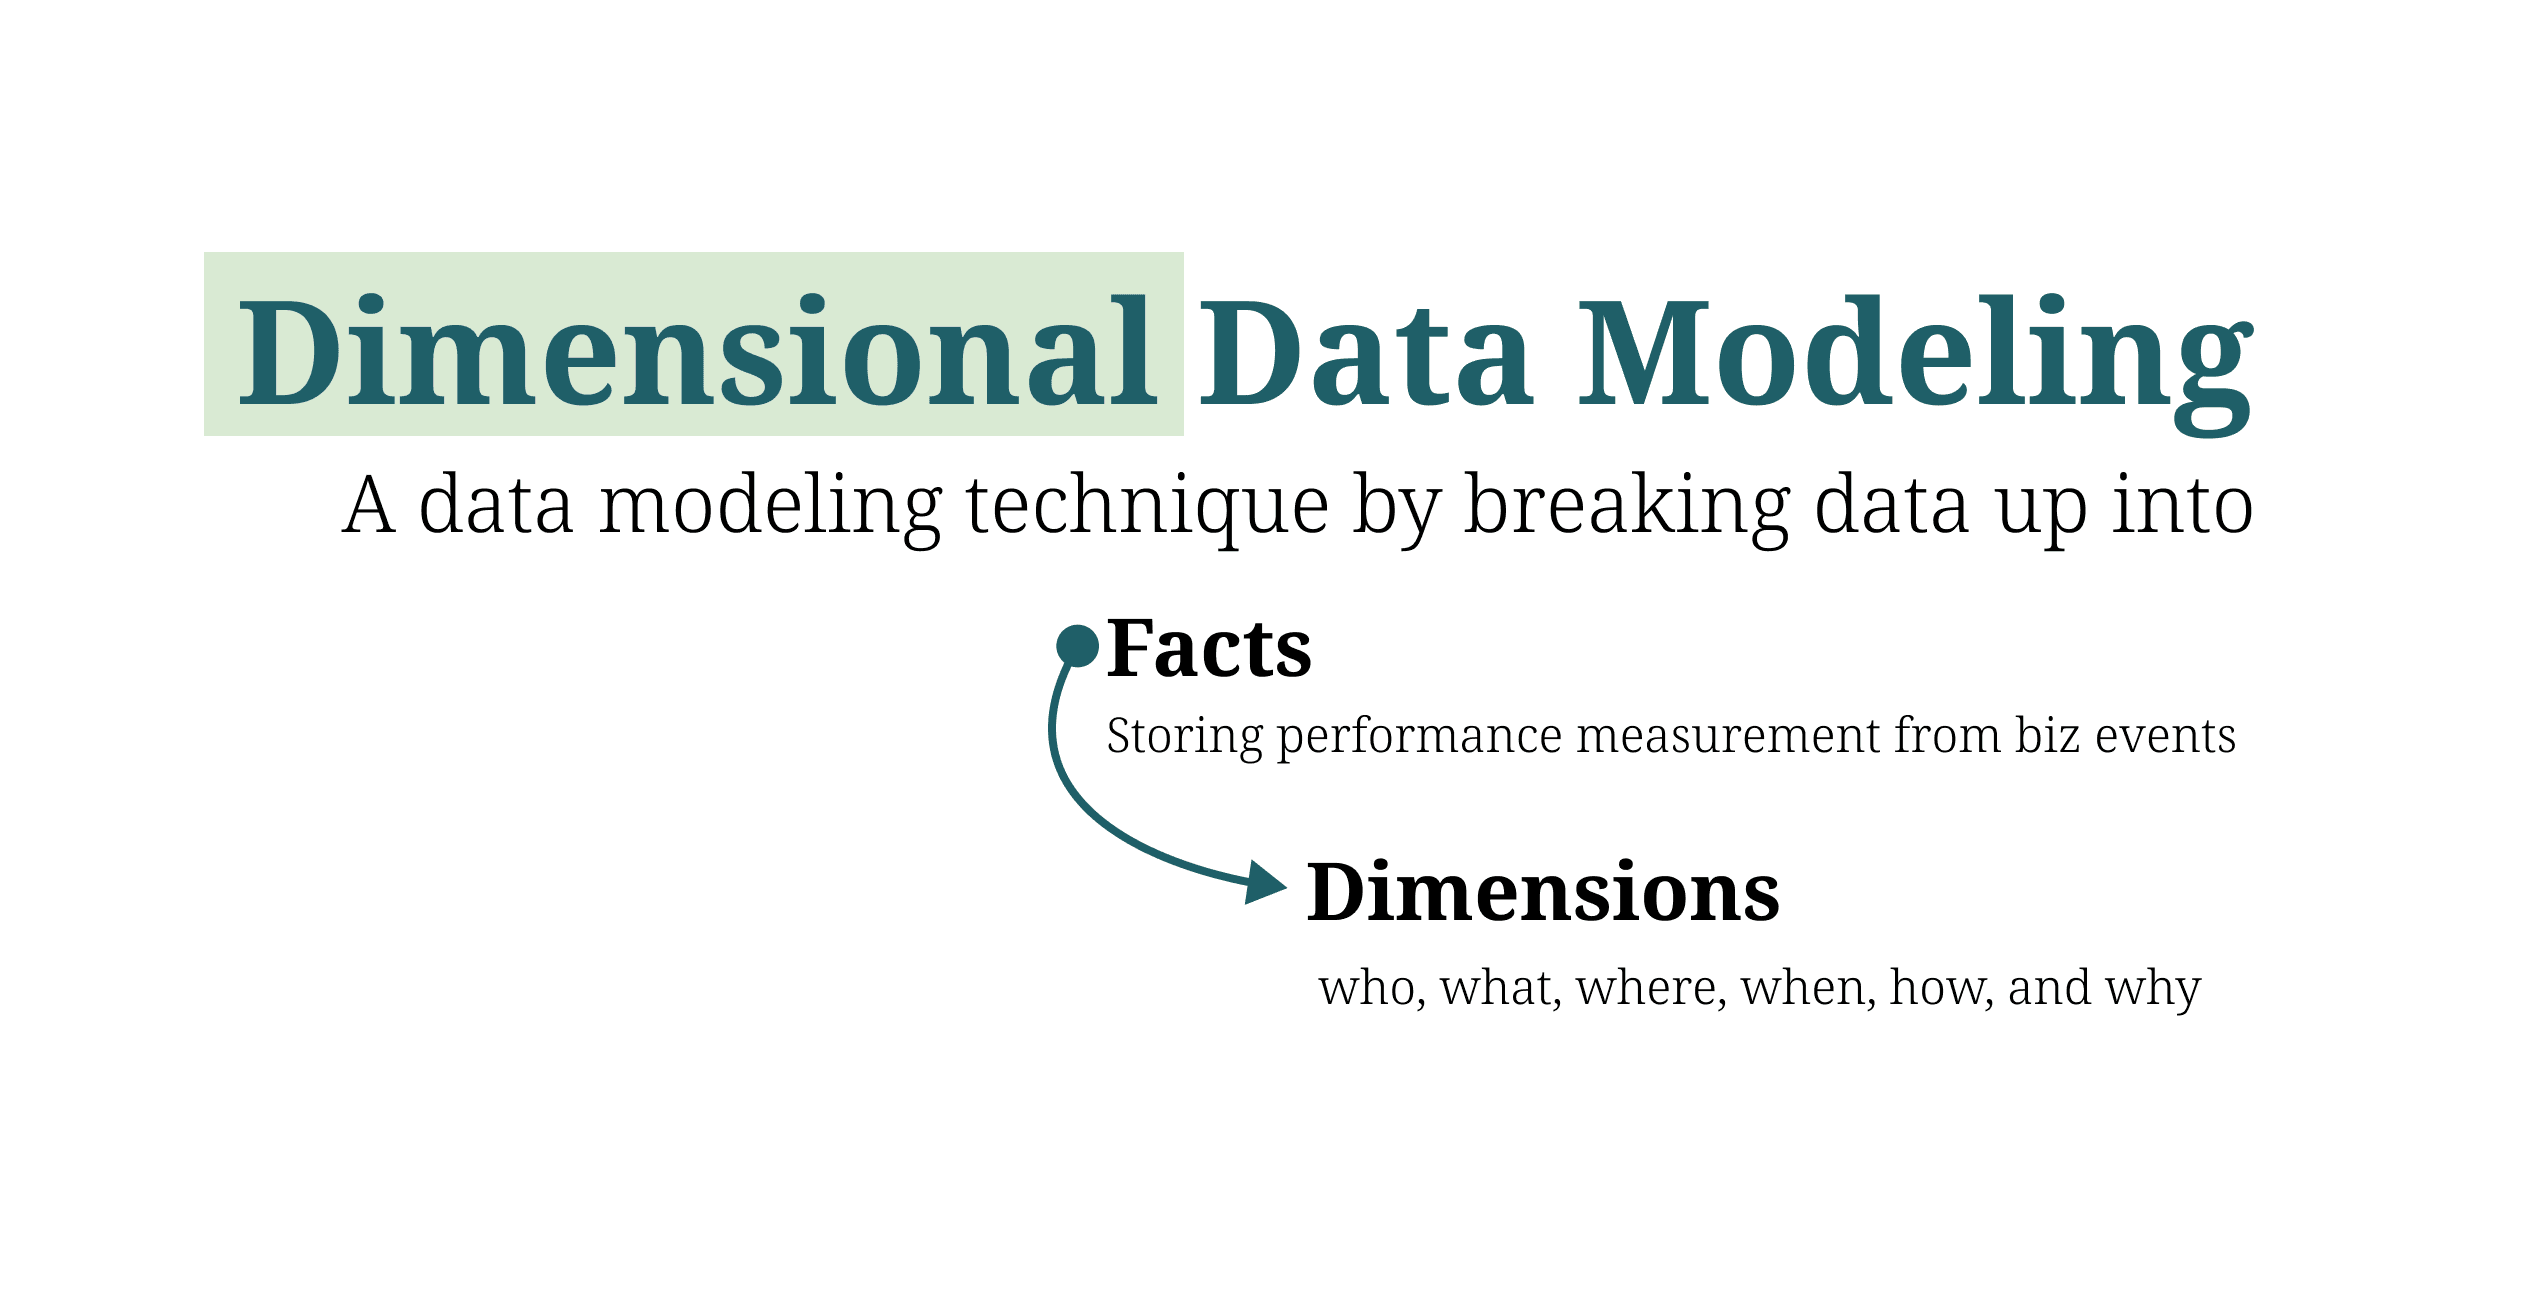 Dimensional Data Modeling
A data modeling technique by breaking data up into
Facts
Storing performance measurement from biz events
Dimensions
who, what, where, when, how, and why